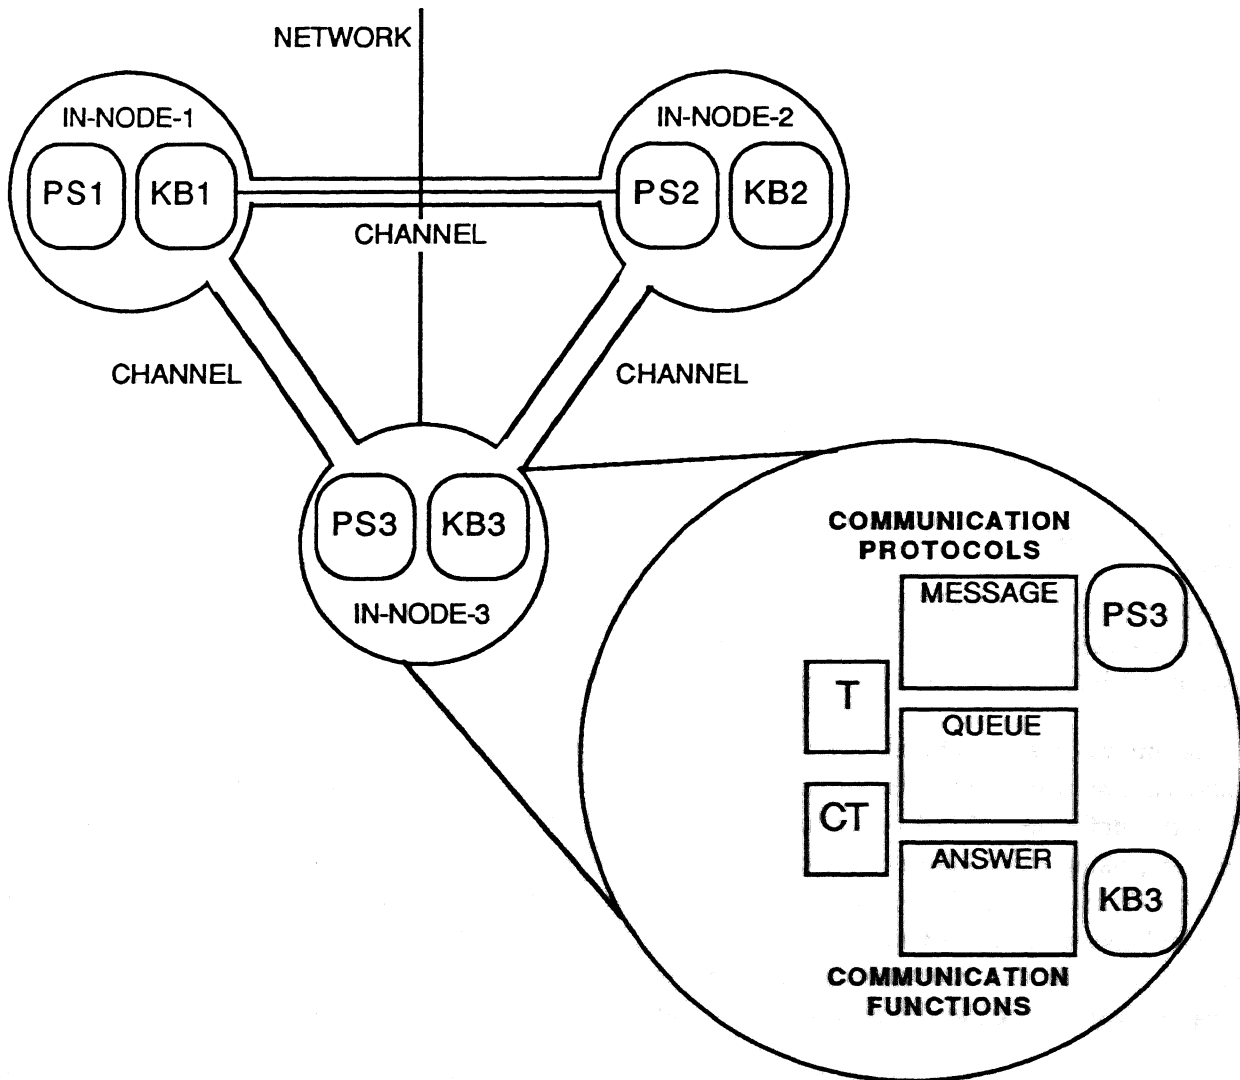 NETWORK
IN-NODE-1
IN-NODE-2
PS1
KB1
PS2
KB2
CHANNEL
CHANNEL
CHANNEL
PS3
KB3
IN-NODE-3
COMMUNICATION
PROTOCOLS
MESSAGE
PS3
T
QUEUE
CT
ANSWER
KB3
COMMUNICATION
FUNCTIONS